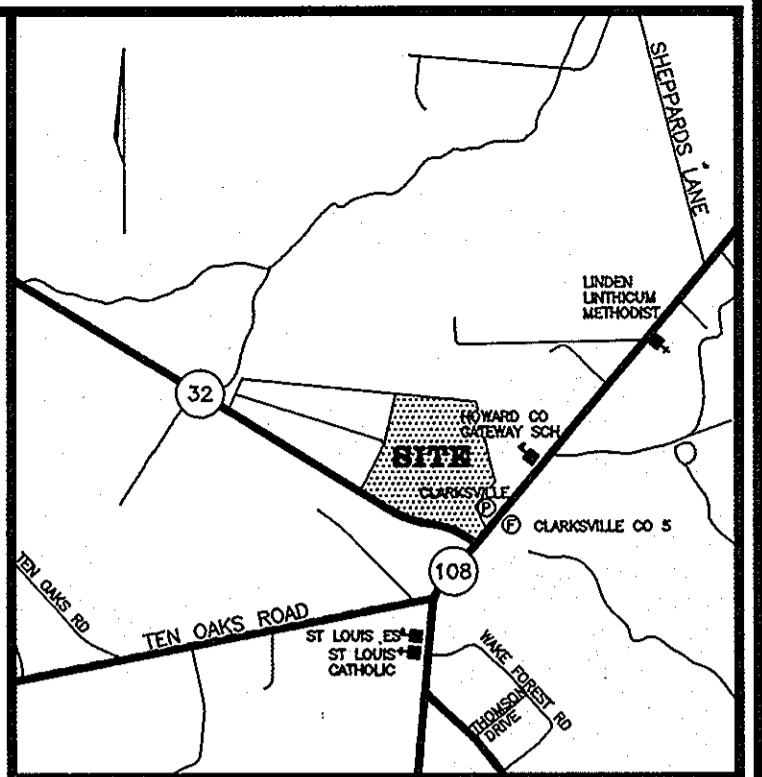 SHEPPARDS LANE
LINDEN
LINTHICUM
METHODIST
32
HOWARD CO
GATEWAY SCH
SITE
CLARKSVILLE
P
F
CLARKSVILLE CO 5
108
TEN OAKS RD
TEN OAKS ROAD
ST LOUIS ES
ST LOUIS
CATHOLIC
WAKE FOREST RD
THOMSON
DRIVE